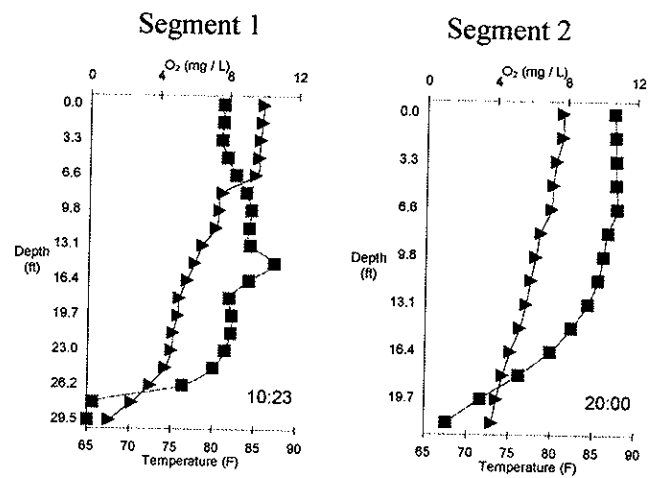 Segment 1
O₂ (mg / L)
0 4 8 12
0.0
3.3
6.6
9.8
13.1
Depth
(ft)
16.4
19.7
23.0
26.2
29.5
10:23
65 75 85 90
Temperature (F)
Segment 2
O₂ (mg / L)
0 4 8 12
0.0
3.3
6.6
9.8
Depth
(ft)
13.1
16.4
19.7
20:00
65 70 75 80 85 90
Temperature (F)